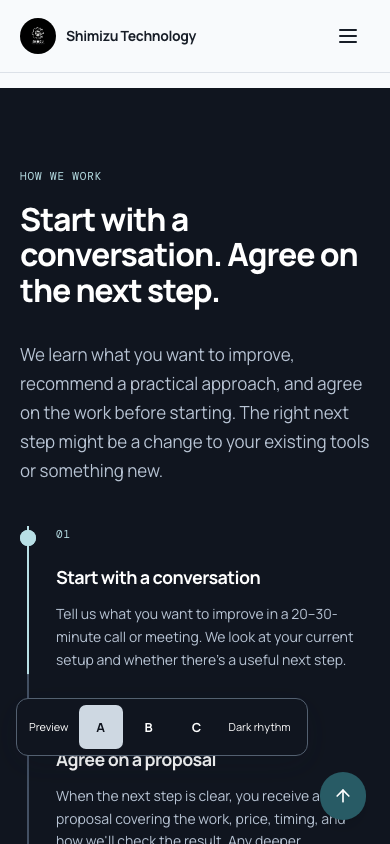 Shimizu Technology
HOW WE WORK
Start with a
conversation. Agree on
the next step.
We learn what you want to improve,
recommend a practical approach, and agree
on the work before starting. The right next
step might be a change to your existing tools
or something new.
01
Start with a conversation
Tell us what you want to improve in a 20–30-
minute call or meeting. We look at your current
setup and whether there's a useful next step.
Preview A B C Dark rhythm
Agree on a proposal
When the next step is clear, you receive a
proposal covering the work, price, timing, and
how we'll check the result. Any deeper